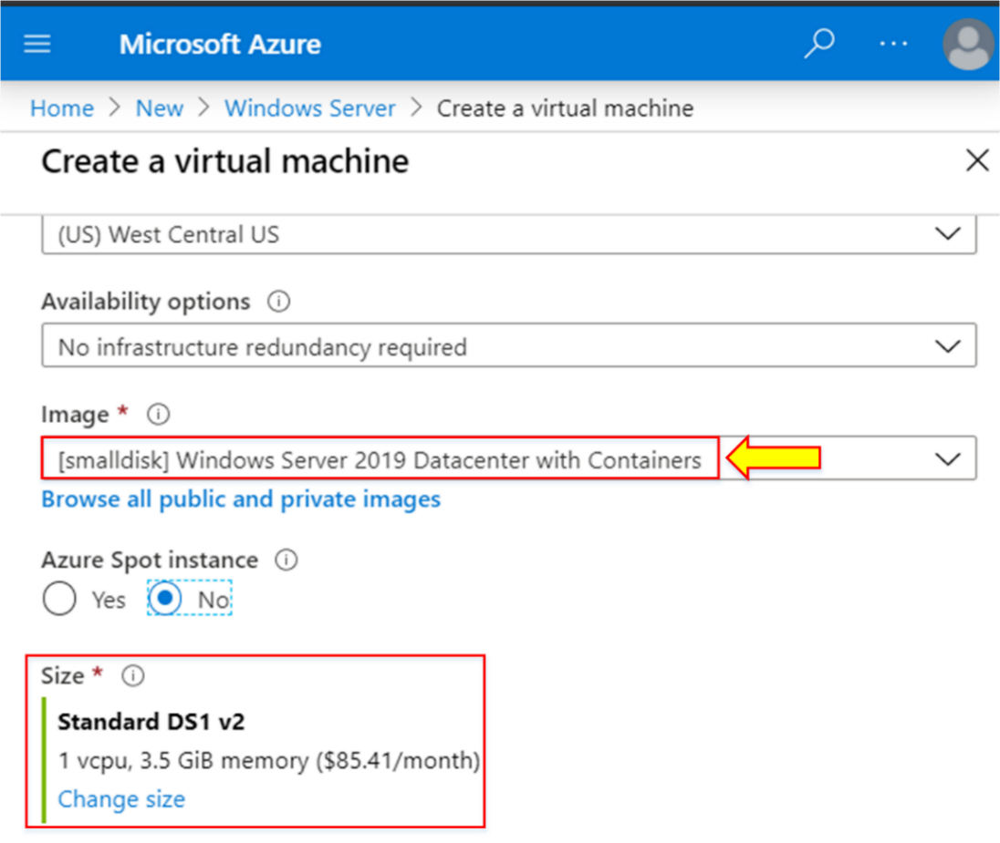 Microsoft Azure
Home > New > Windows Server > Create a virtual machine
Create a virtual machine
(US) West Central US
Availability options
No infrastructure redundancy required
Image *
[smalldisk] Windows Server 2019 Datacenter with Containers
Browse all public and private images
Azure Spot instance
Yes No
Size *
Standard DS1 v2
1 vcpu, 3.5 GiB memory ($85.41/month)
Change size